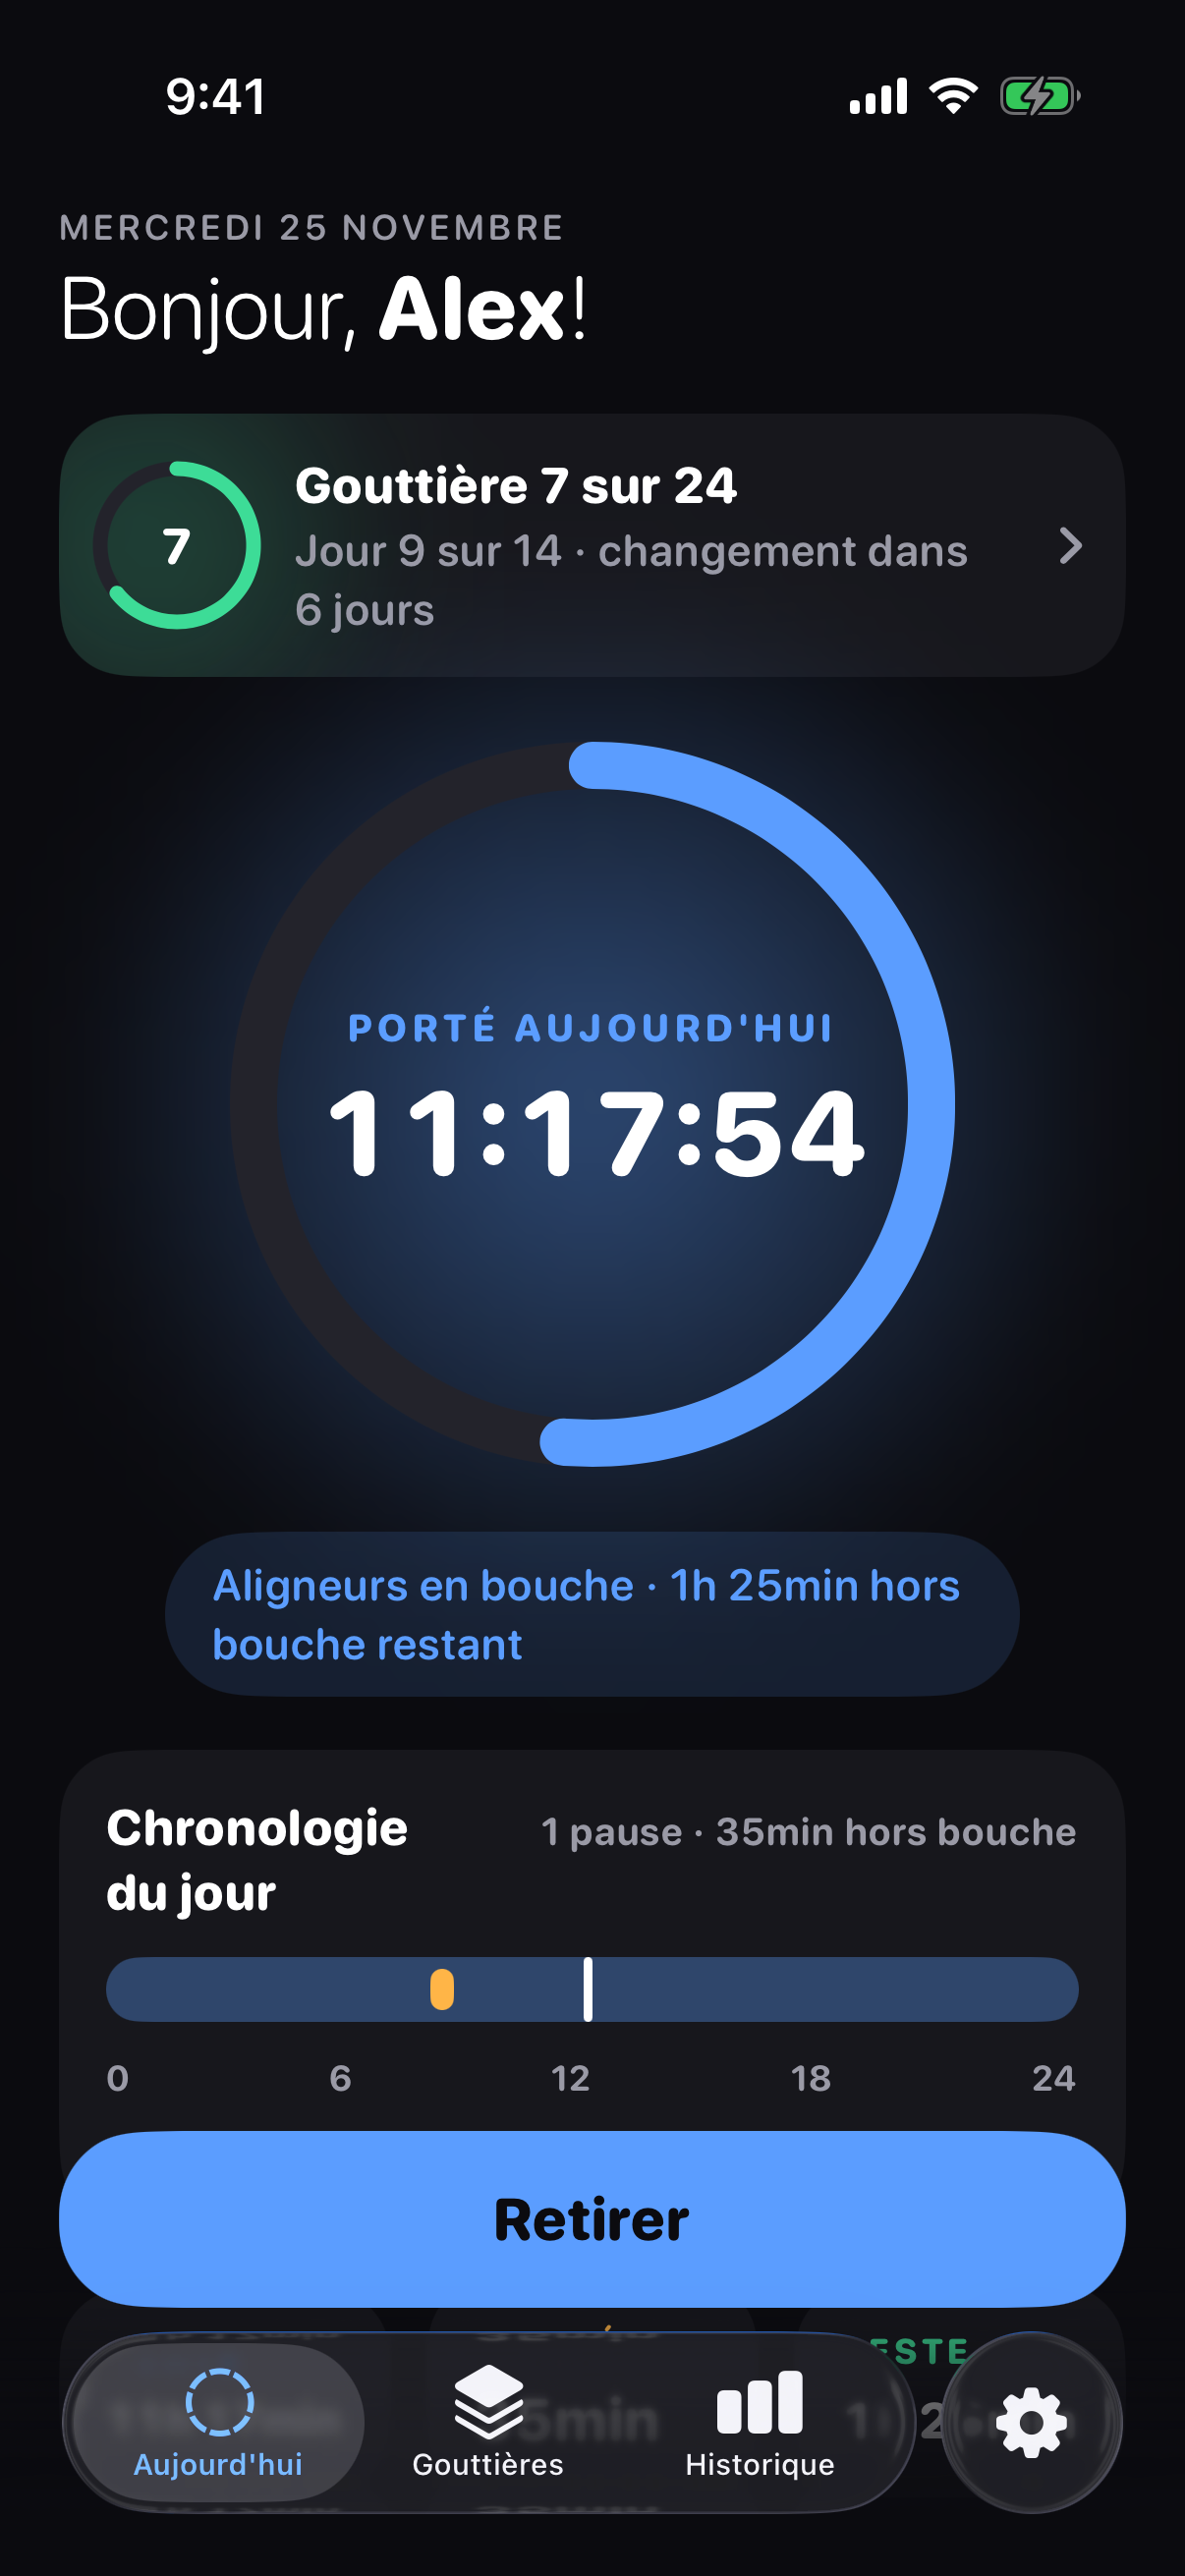 9:41
MERCREDI 25 NOVEMBRE
Bonjour, Alex!
7
Gouttière 7 sur 24
Jour 9 sur 14 · changement dans
6 jours
PORTÉ AUJOURD'HUI
11:17:54
Aligneurs en bouche · 1h 25min hors
bouche restant
Chronologie
du jour
1 pause · 35min hors bouche
0 6 12 18 24
Retirer
Aujourd'hui
Gouttières
Historique